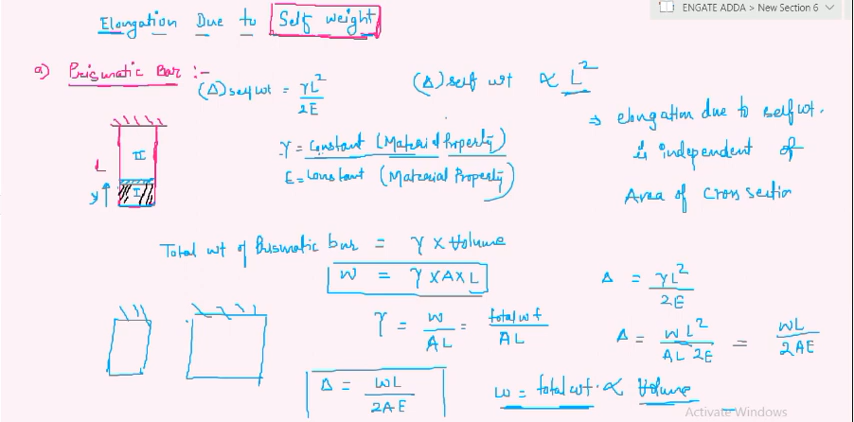 ENGATE ADDA > New Section 6
Elongation Due to Self weight
a) Prismatic Bar :-
(Δ)self wt = γL²/2E
(Δ) self wt ∝ L²
⇒ elongation due to self wt.
is independent of
Area of cross section
γ = Constant (Material Property)
E = Constant (Material Property)
L
II
y↑
I
Total wt of Prismatic bar = γ × Volume
W = γ × A × L
γ = w/AL = total wt/AL
Δ = WL/2AE
Δ = γL²/2E
Δ = WL²/AL 2E = WL/2AE
W = total wt. ∝ Volume
Activate Windows